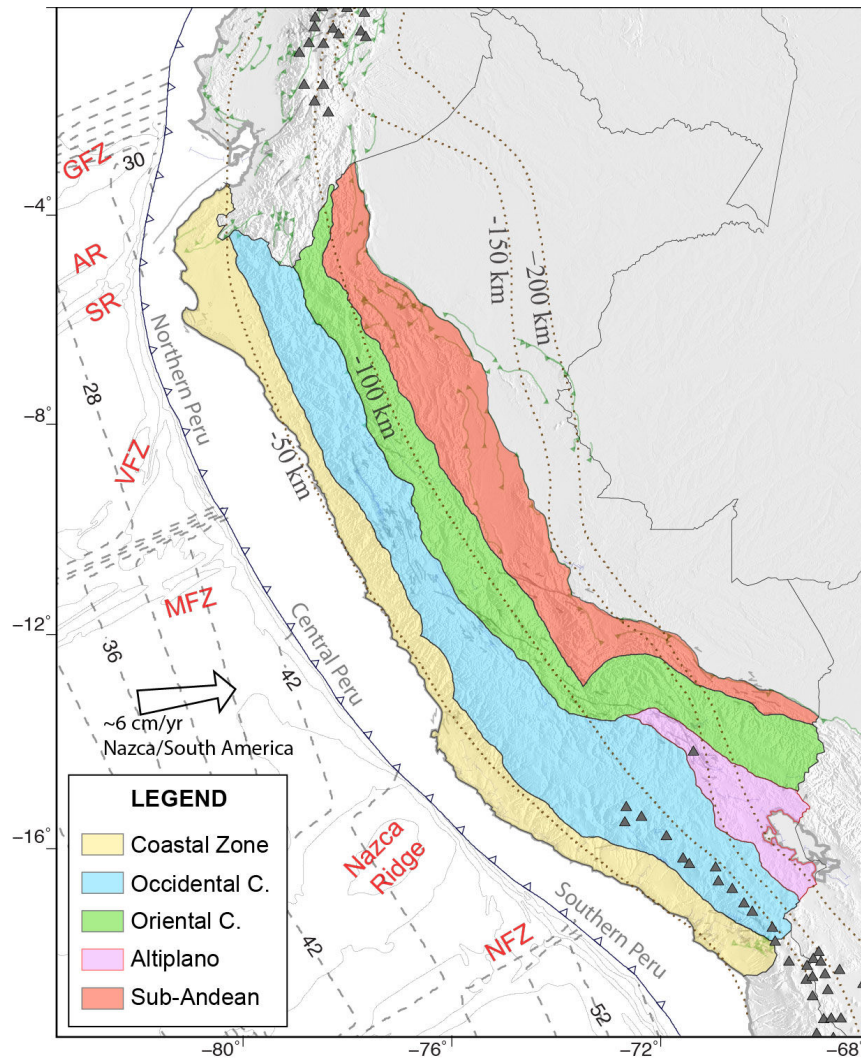 GFZ
30
−4°
AR
-150 km
−200 km
SR
Northern Peru
28
-100 km
−8°
-50 km
VFZ
MFZ
−12°
36
Central Peru
42
~6 cm/yr
Nazca/South America
LEGEND
Coastal Zone
Occidental C.
Oriental C.
Altiplano
Sub-Andean
−16°
Nazca
Ridge
Southern Peru
42
NFZ
52
−80°
−76°
−72°
−68°